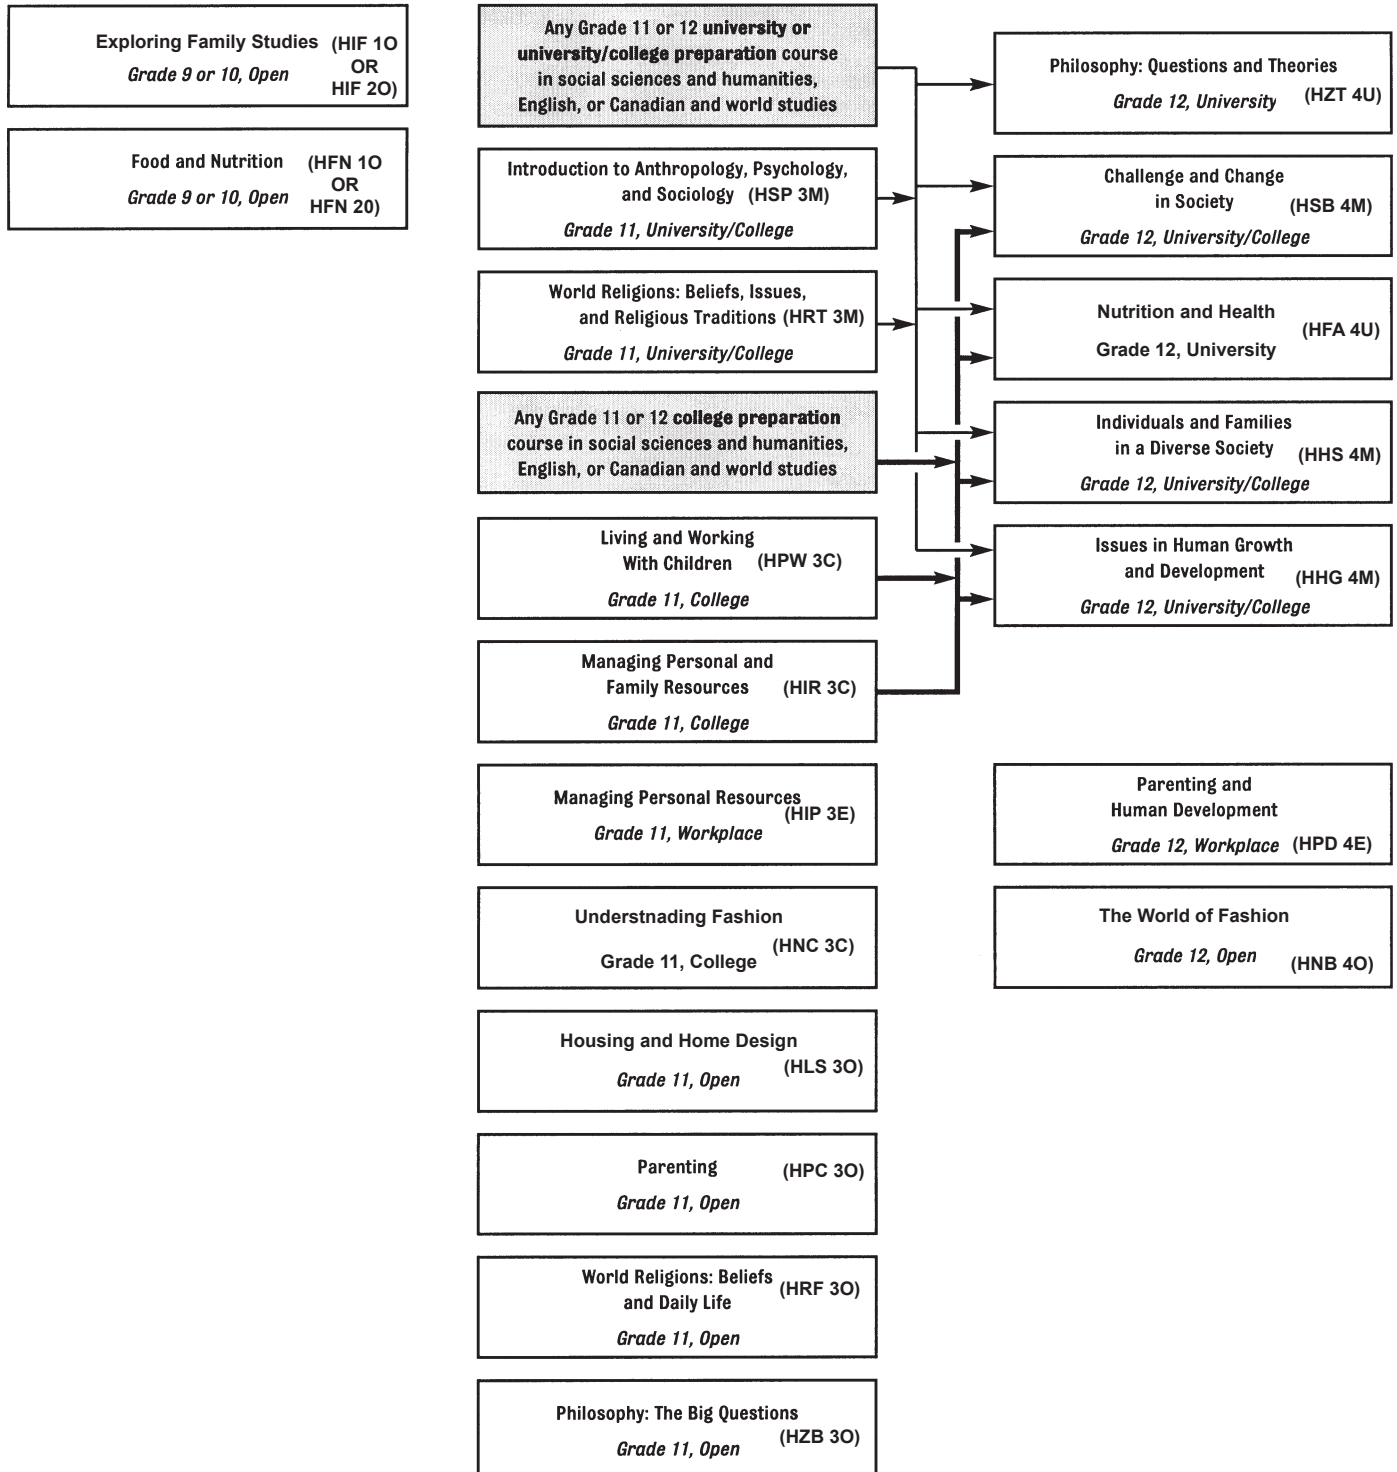 Exploring Family Studies (HIF 1O
OR
Grade 9 or 10, Open
HIF 2O)
Food and Nutrition (HFN 1O
OR
Grade 9 or 10, Open
HFN 20)
Any Grade 11 or 12 university or
university/college preparation course
in social sciences and humanities,
English, or Canadian and world studies
Introduction to Anthropology, Psychology,
and Sociology (HSP 3M)
Grade 11, University/College
World Religions: Beliefs, Issues,
and Religious Traditions (HRT 3M)
Grade 11, University/College
Any Grade 11 or 12 college preparation
course in social sciences and humanities,
English, or Canadian and world studies
Living and Working
With Children (HPW 3C)
Grade 11, College
Managing Personal and
Family Resources (HIR 3C)
Grade 11, College
Managing Personal Resources
(HIP 3E)
Grade 11, Workplace
Understnading Fashion
(HNC 3C)
Grade 11, College
Housing and Home Design
(HLS 3O)
Grade 11, Open
Parenting (HPC 3O)
Grade 11, Open
World Religions: Beliefs
and Daily Life (HRF 3O)
Grade 11, Open
Philosophy: The Big Questions
(HZB 3O)
Grade 11, Open
Philosophy: Questions and Theories
Grade 12, University (HZT 4U)
Challenge and Change
in Society (HSB 4M)
Grade 12, University/College
Nutrition and Health
(HFA 4U)
Grade 12, University
Individuals and Families
in a Diverse Society (HHS 4M)
Grade 12, University/College
Issues in Human Growth
and Development (HHG 4M)
Grade 12, University/College
Parenting and
Human Development
Grade 12, Workplace (HPD 4E)
The World of Fashion
Grade 12, Open (HNB 4O)